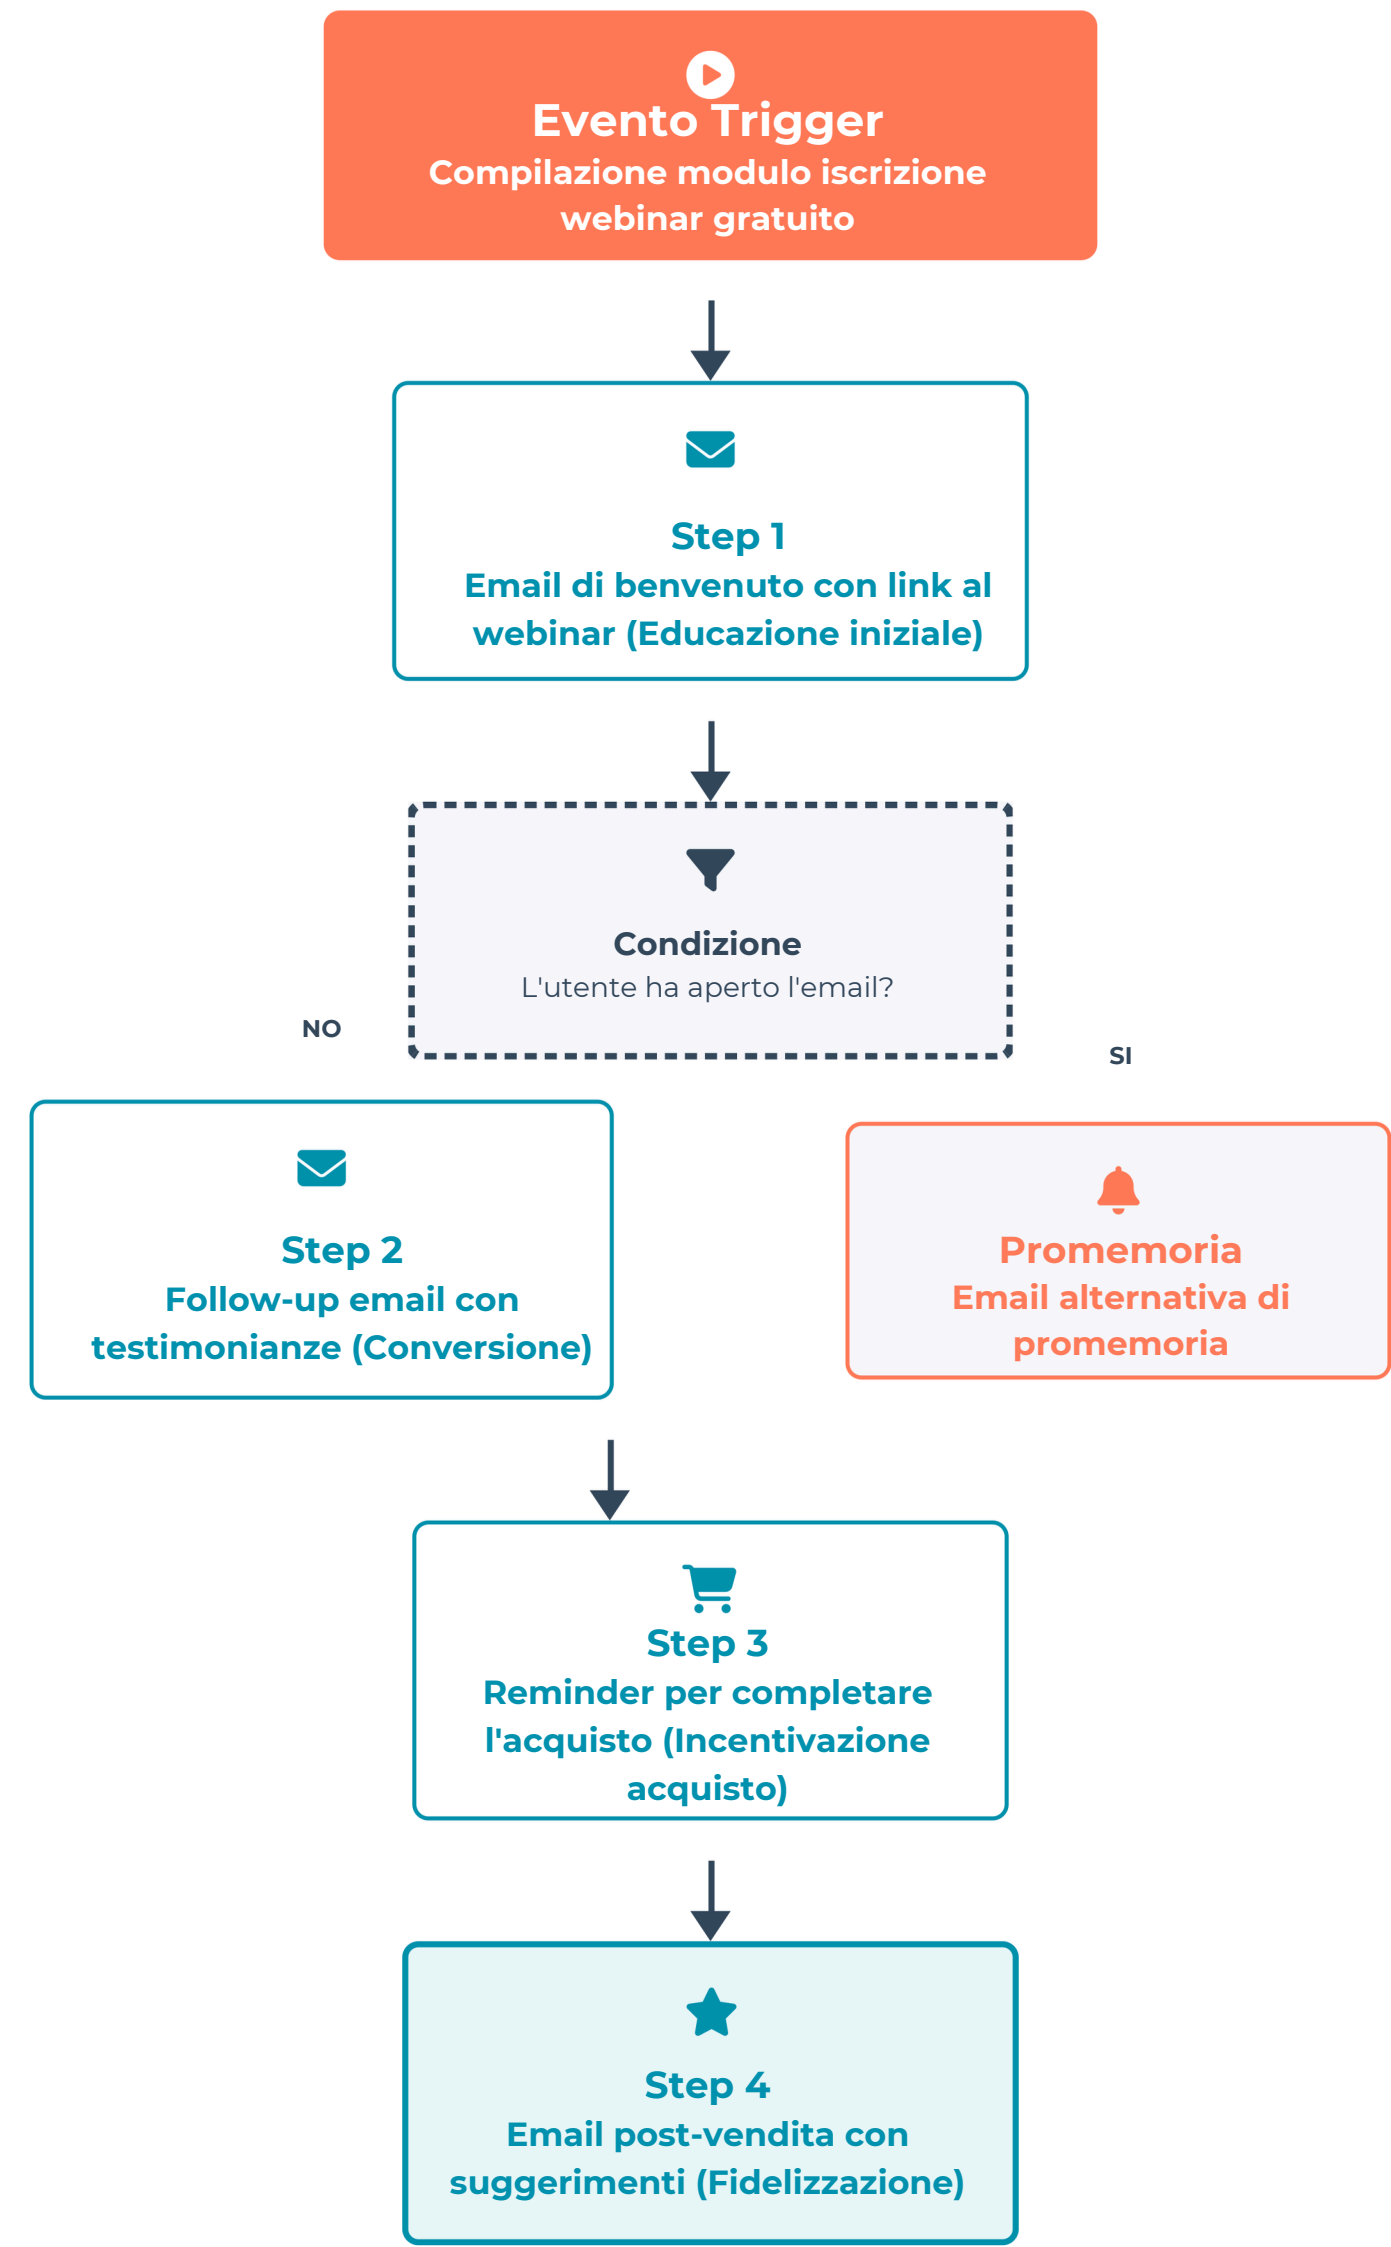 Evento Trigger
Compilazione modulo iscrizione
webinar gratuito
Step 1
Email di benvenuto con link al
webinar (Educazione iniziale)
Condizione
L'utente ha aperto l'email?
NO
SI
Step 2
Follow-up email con
testimonianze (Conversione)
Promemoria
Email alternativa di
promemoria
Step 3
Reminder per completare
l'acquisto (Incentivazione
acquisto)
Step 4
Email post-vendita con
suggerimenti (Fidelizzazione)